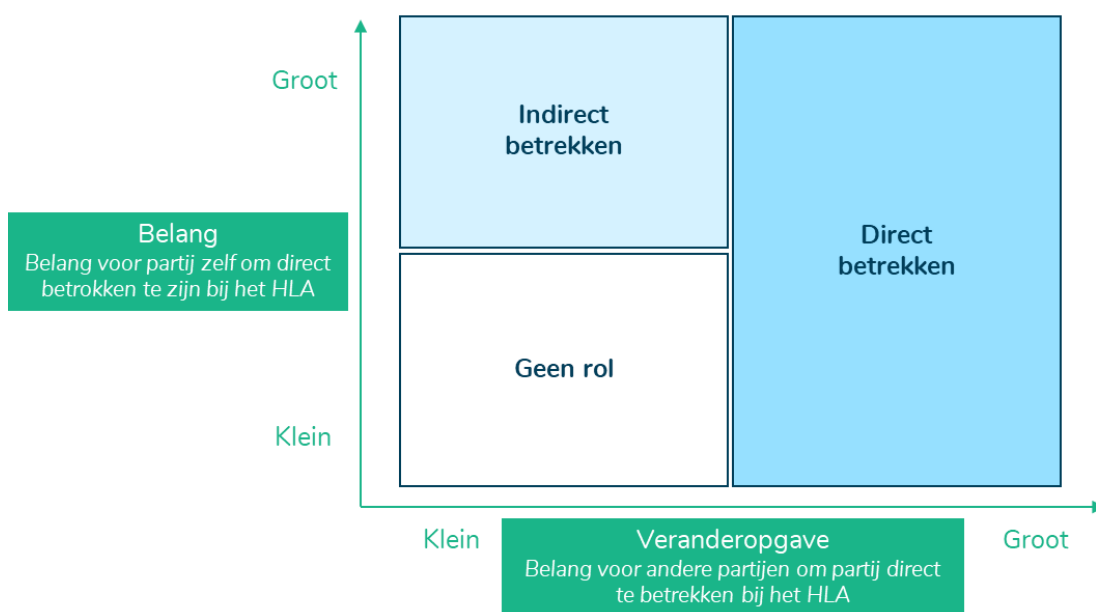 Groot
Indirect
betrekken
Belang
Belang voor partij zelf om direct
betrokken te zijn bij het HLA
Direct
betrekken
Geen rol
Klein
Klein
Veranderopgave
Belang voor andere partijen om partij direct
te betrekken bij het HLA
Groot